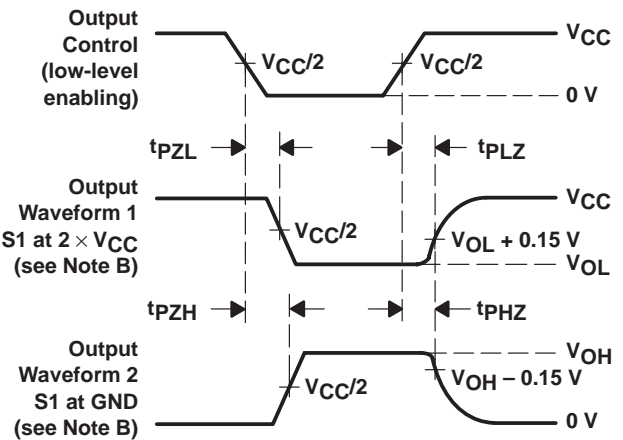 Output
Control
(low-level
enabling)
VCC/2
VCC/2
VCC
0 V
tPZL
tPLZ
Output
Waveform 1
S1 at 2 × VCC
(see Note B)
VCC/2
VCC
VOL + 0.15 V
VOL
tPZH
tPHZ
Output
Waveform 2
S1 at GND
(see Note B)
VCC/2
VOH
VOH – 0.15 V
0 V